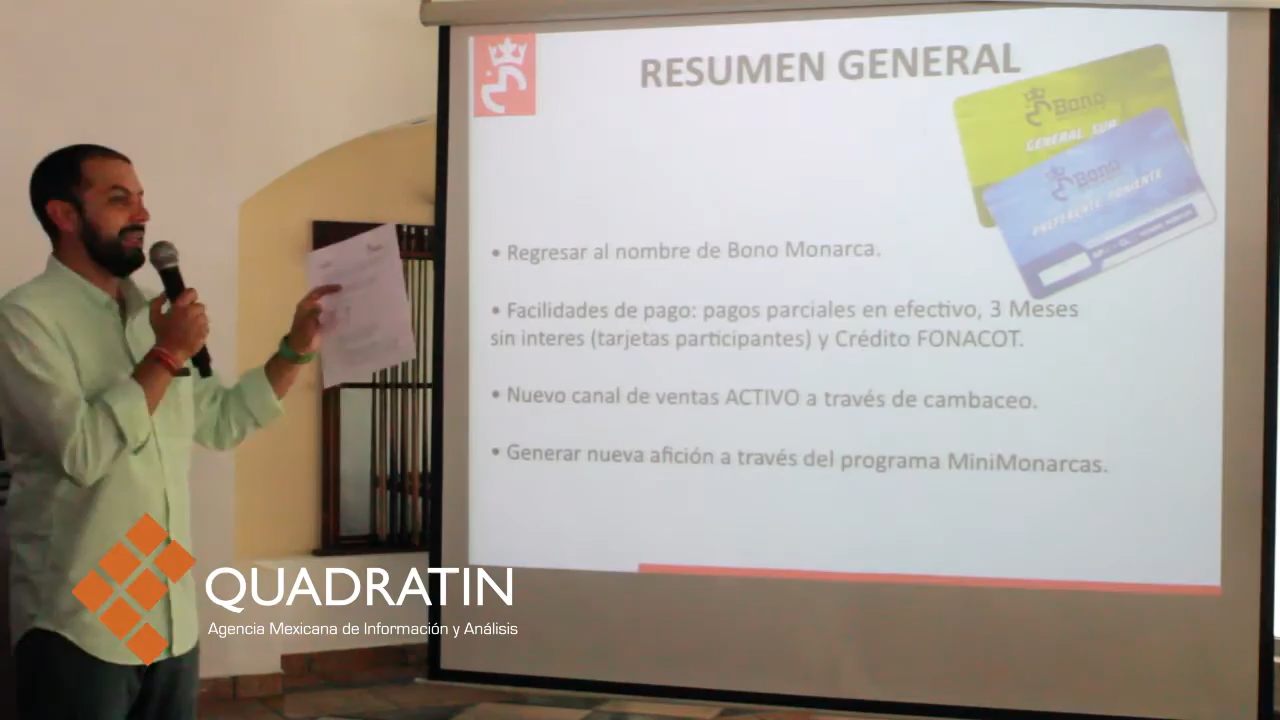 RESUMEN GENERAL
Bono
GENERAL SUR
Bono
PREFERENTE PONIENTE
• Regresar al nombre de Bono Monarca.
• Facilidades de pago: pagos parciales en efectivo, 3 Meses
sin interes (tarjetas participantes) y Crédito FONACOT.
• Nuevo canal de ventas ACTIVO a través de cambaceo.
• Generar nueva afición a través del programa MiniMonarcas.
QUADRATIN
Agencia Mexicana de Información y Análisis